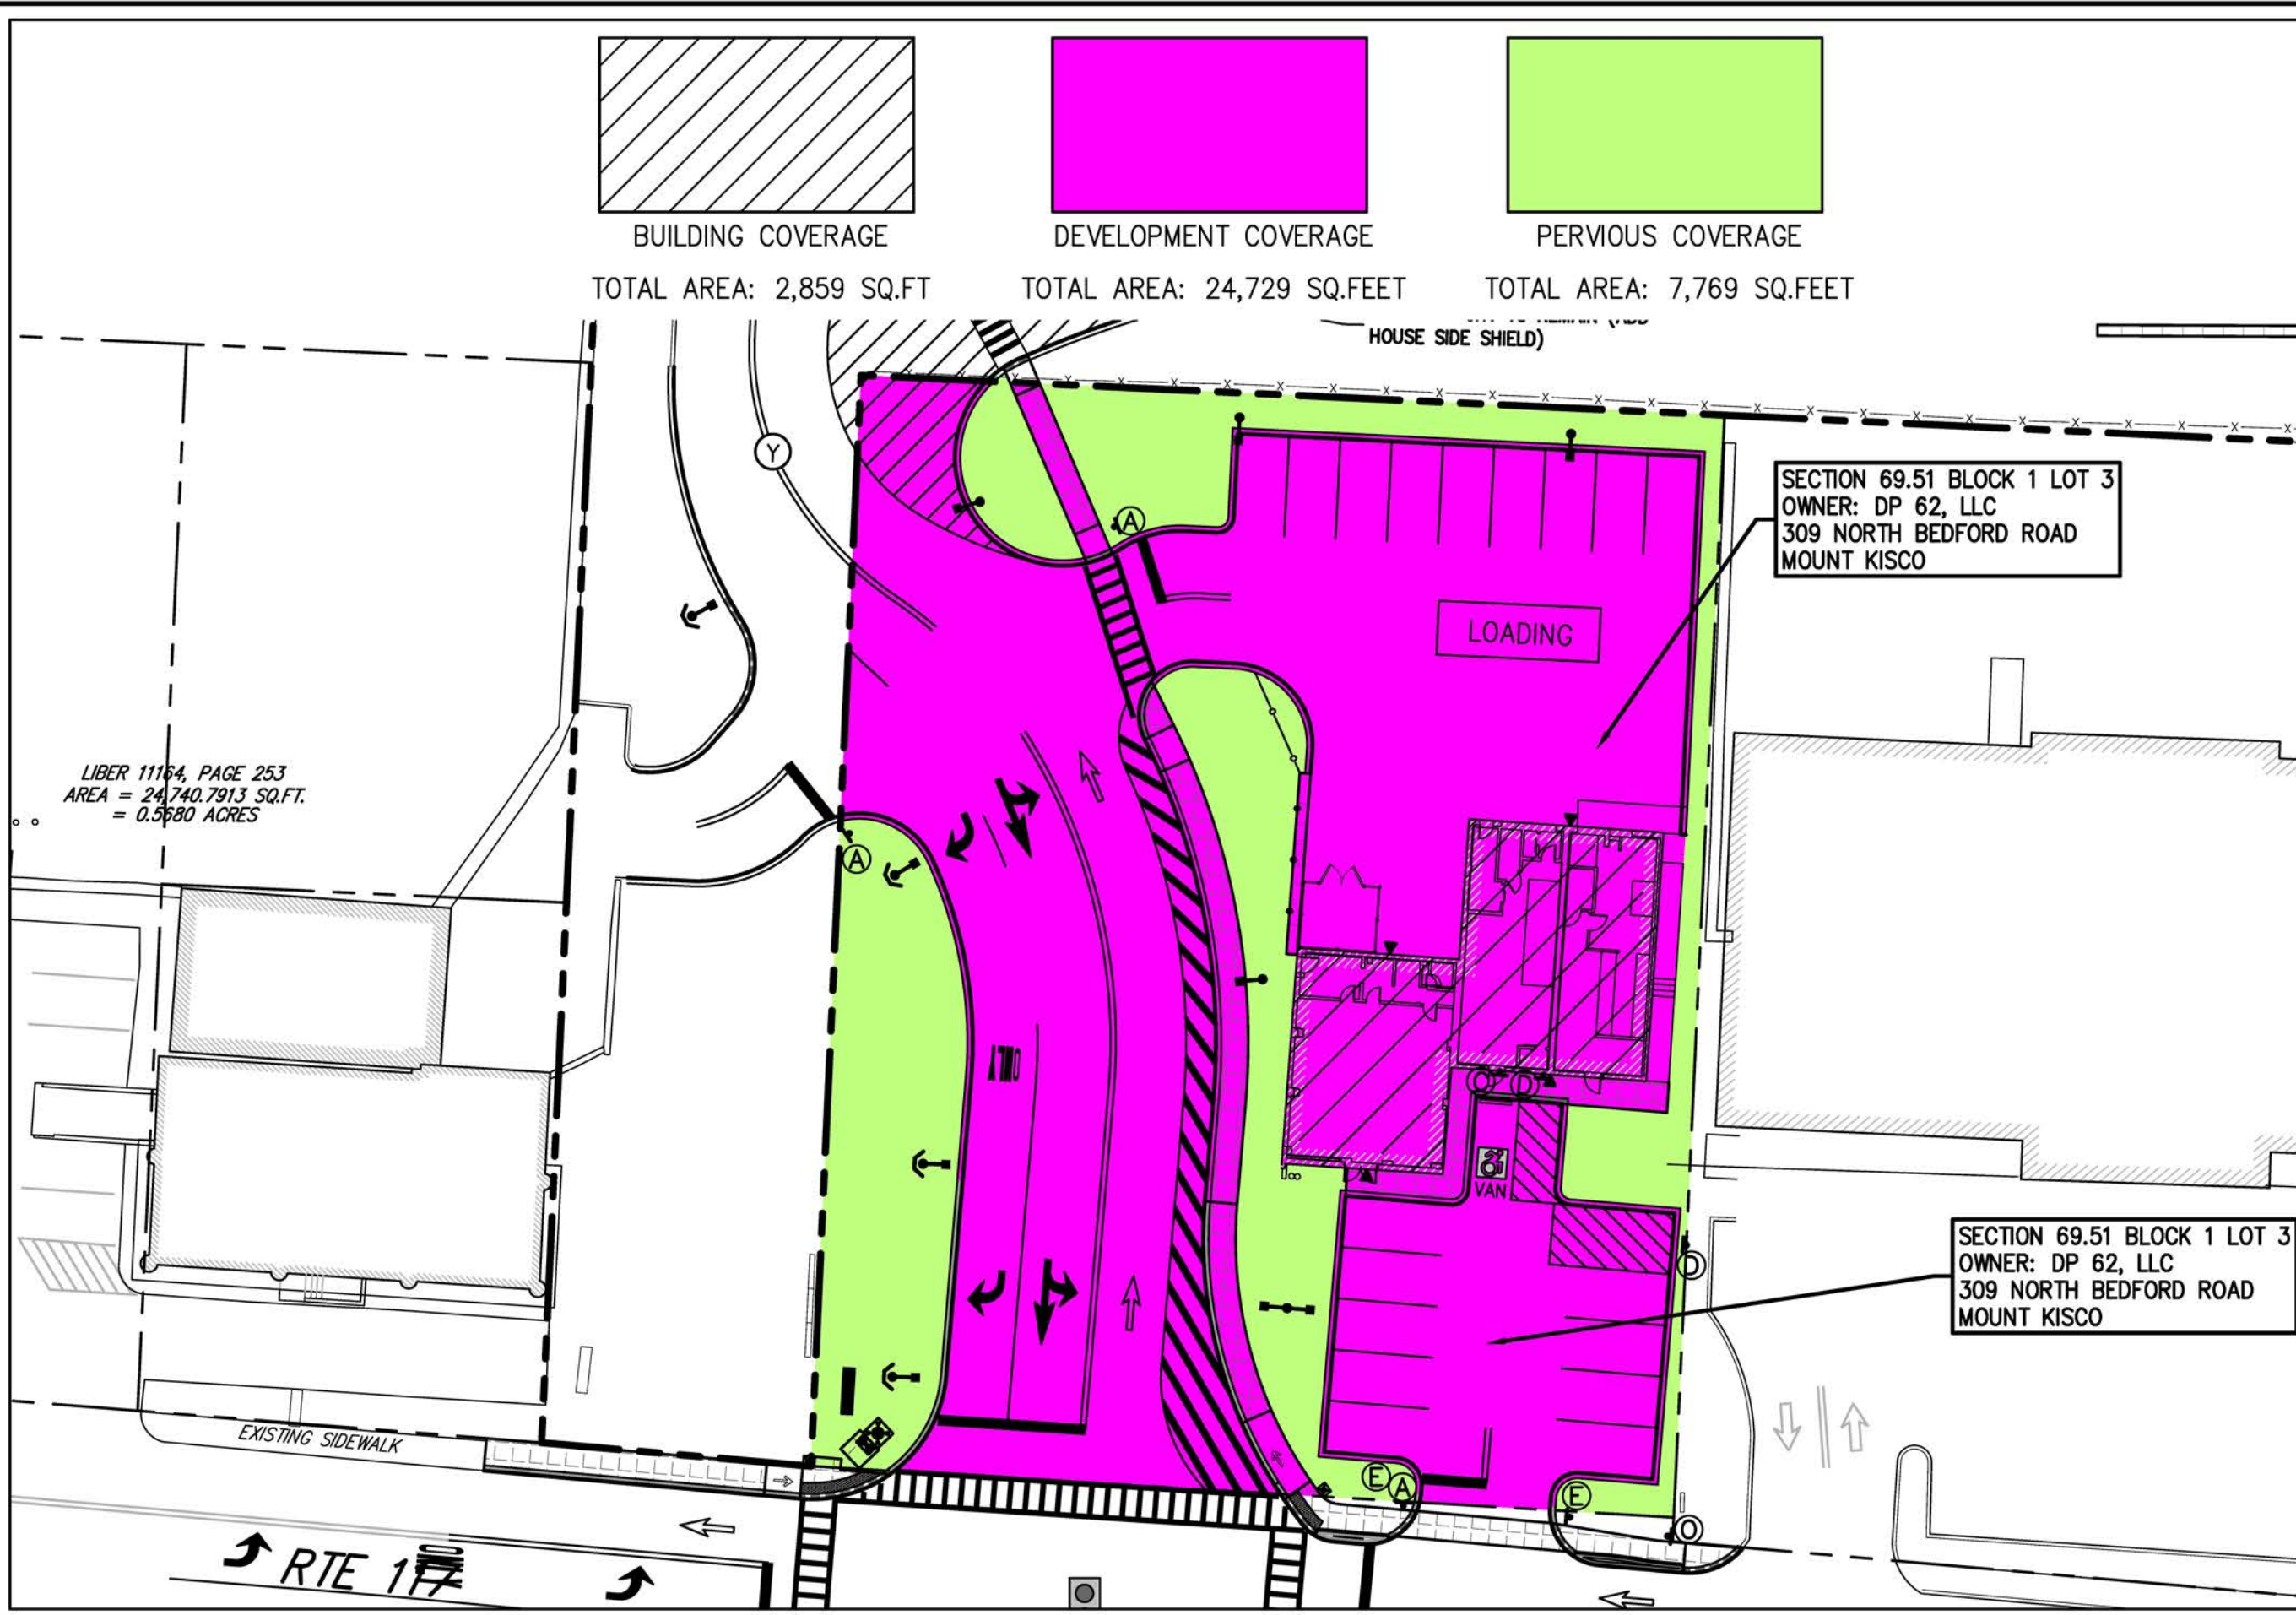 BUILDING COVERAGE
TOTAL AREA: 2,859 SQ.FT
DEVELOPMENT COVERAGE
TOTAL AREA: 24,729 SQ.FEET
PERVIOUS COVERAGE
TOTAL AREA: 7,769 SQ.FEET
REMAIN (ADD
HOUSE SIDE SHIELD)
Y
A
SECTION 69.51 BLOCK 1 LOT 3
OWNER: DP 62, LLC
309 NORTH BEDFORD ROAD
MOUNT KISCO
LOADING
LIBER 11164, PAGE 253
AREA = 24,740.7913 SQ.FT.
= 0.5680 ACRES
A
ONLY
D
VAN
SECTION 69.51 BLOCK 1 LOT 3
OWNER: DP 62, LLC
309 NORTH BEDFORD ROAD
MOUNT KISCO
D
EXISTING SIDEWALK
E
A
E
RTE 117